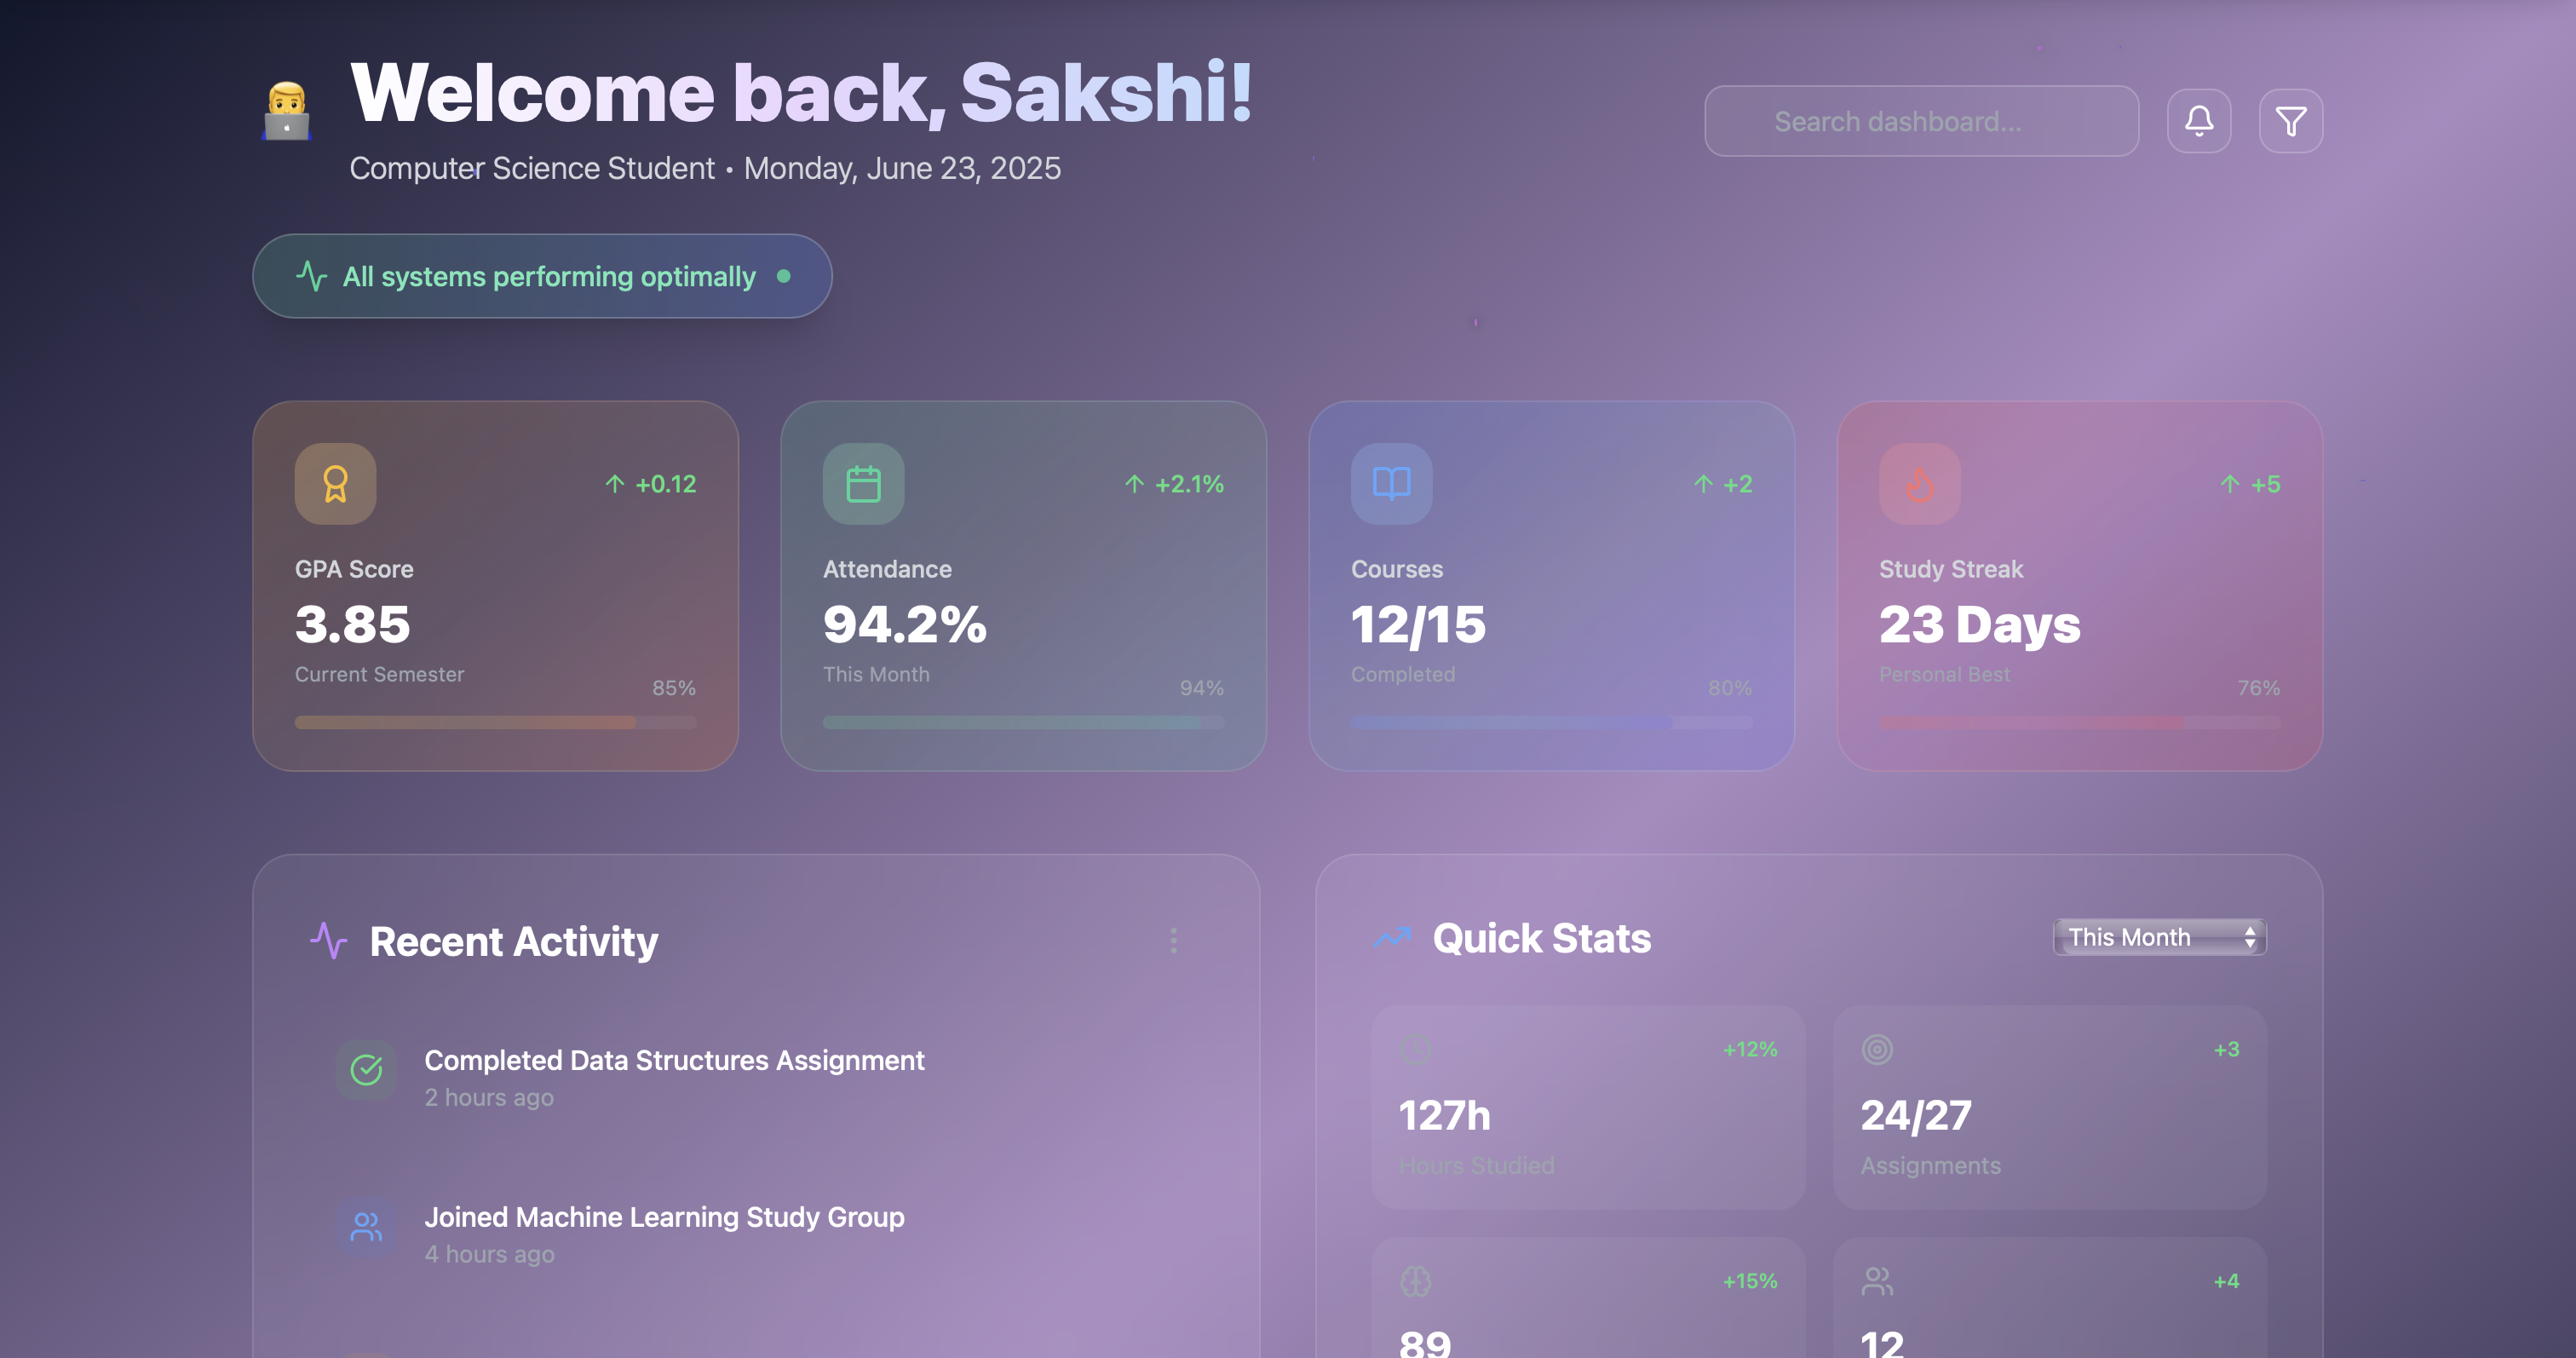 Welcome back, Sakshi!
Computer Science Student • Monday, June 23, 2025
Search dashboard...
All systems performing optimally
+0.12
GPA Score
3.85
Current Semester
85%
+2.1%
Attendance
94.2%
This Month
94%
+2
Courses
12/15
Completed
80%
+5
Study Streak
23 Days
Personal Best
76%
Recent Activity
Completed Data Structures Assignment
2 hours ago
Joined Machine Learning Study Group
4 hours ago
Quick Stats
This Month
+12%
127h
Hours Studied
+3
24/27
Assignments
+15%
89
+4
12